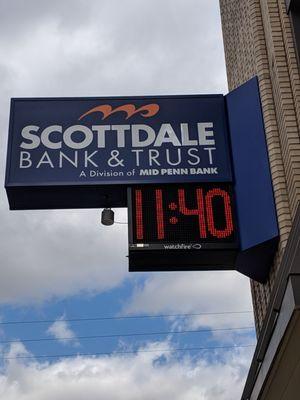 SCOTTDALE
BANK & TRUST
A Division of MID PENN BANK
11:40
watchfire